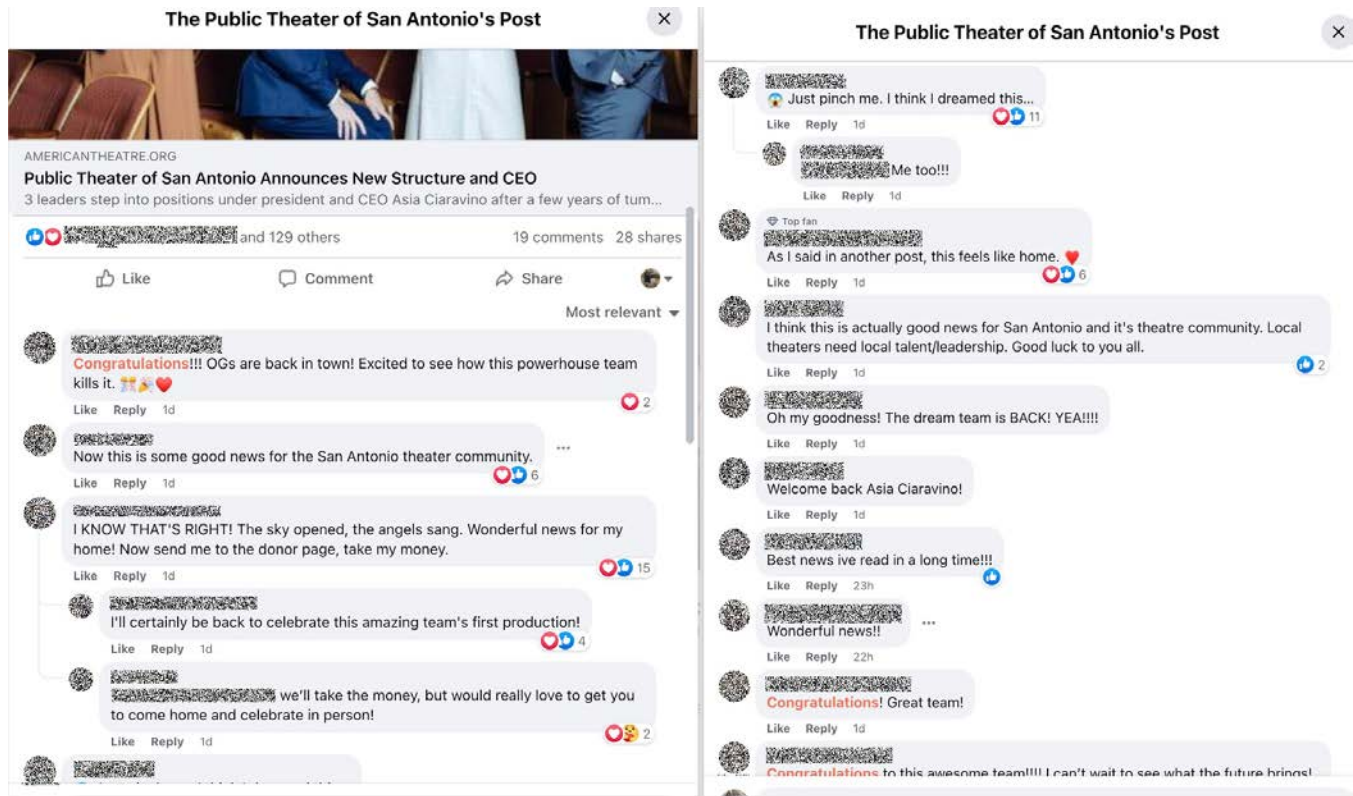 The Public Theater of San Antonio's Post
AMERICANTHEATRE.ORG
Public Theater of San Antonio Announces New Structure and CEO
3 leaders step into positions under president and CEO Asia Ciaravino after a few years of tum...
and 129 others
19 comments 28 shares
Like Comment Share
Most relevant
Congratulations!!! OGs are back in town! Excited to see how this powerhouse team
kills it. 🎊🎉❤️
Like Reply 1d
2
Now this is some good news for the San Antonio theater community.
6
Like Reply 1d
I KNOW THAT'S RIGHT! The sky opened, the angels sang. Wonderful news for my
home! Now send me to the donor page, take my money.
15
Like Reply 1d
I'll certainly be back to celebrate this amazing team's first production!
4
Like Reply 1d
we'll take the money, but would really love to get you
to come home and celebrate in person!
2
Like Reply 1d
The Public Theater of San Antonio's Post
😱 Just pinch me. I think I dreamed this...
11
Like Reply 1d
Me too!!!
Like Reply 1d
Top fan
As I said in another post, this feels like home. ❤️
6
Like Reply 1d
I think this is actually good news for San Antonio and it's theatre community. Local
theaters need local talent/leadership. Good luck to you all.
2
Like Reply 1d
Oh my goodness! The dream team is BACK! YEA!!!!
Like Reply 1d
Welcome back Asia Ciaravino!
Like Reply 1d
Best news ive read in a long time!!!
Like Reply 23h
Wonderful news!!
Like Reply 22h
Congratulations! Great team!
Like Reply 1d
Congratulations to this awesome team!!!! I can't wait to see what the future brings!